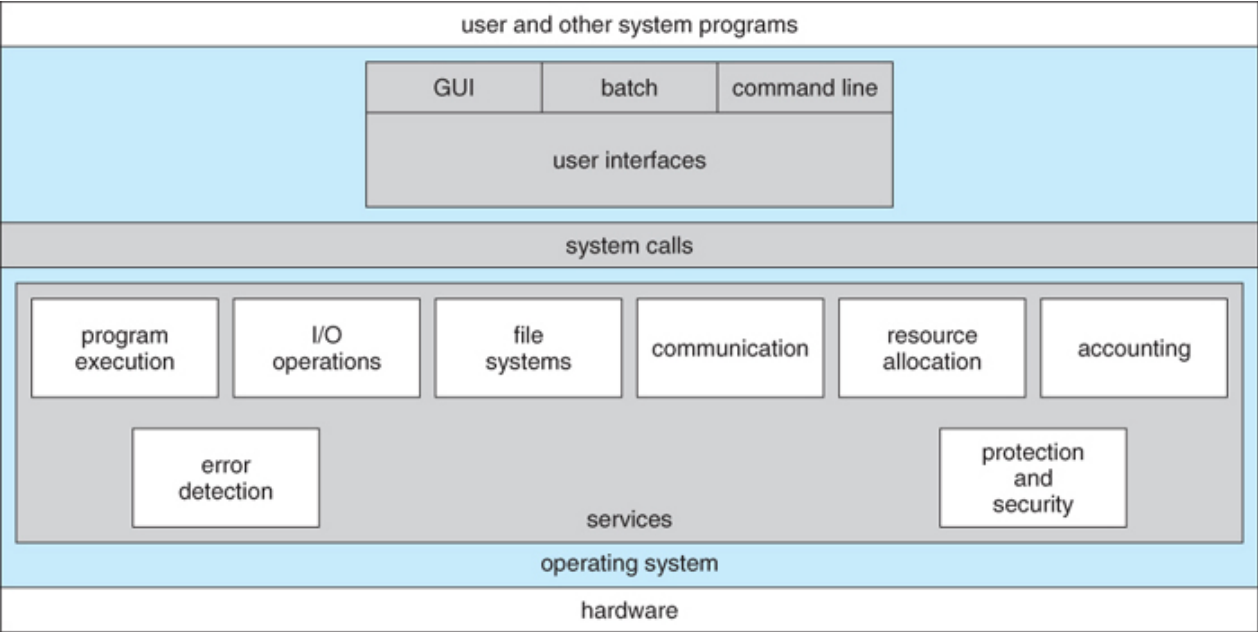 user and other system programs
GUI
batch
command line
user interfaces
system calls
program
execution
I/O
operations
file
systems
communication
resource
allocation
accounting
error
detection
protection
and
security
services
operating system
hardware